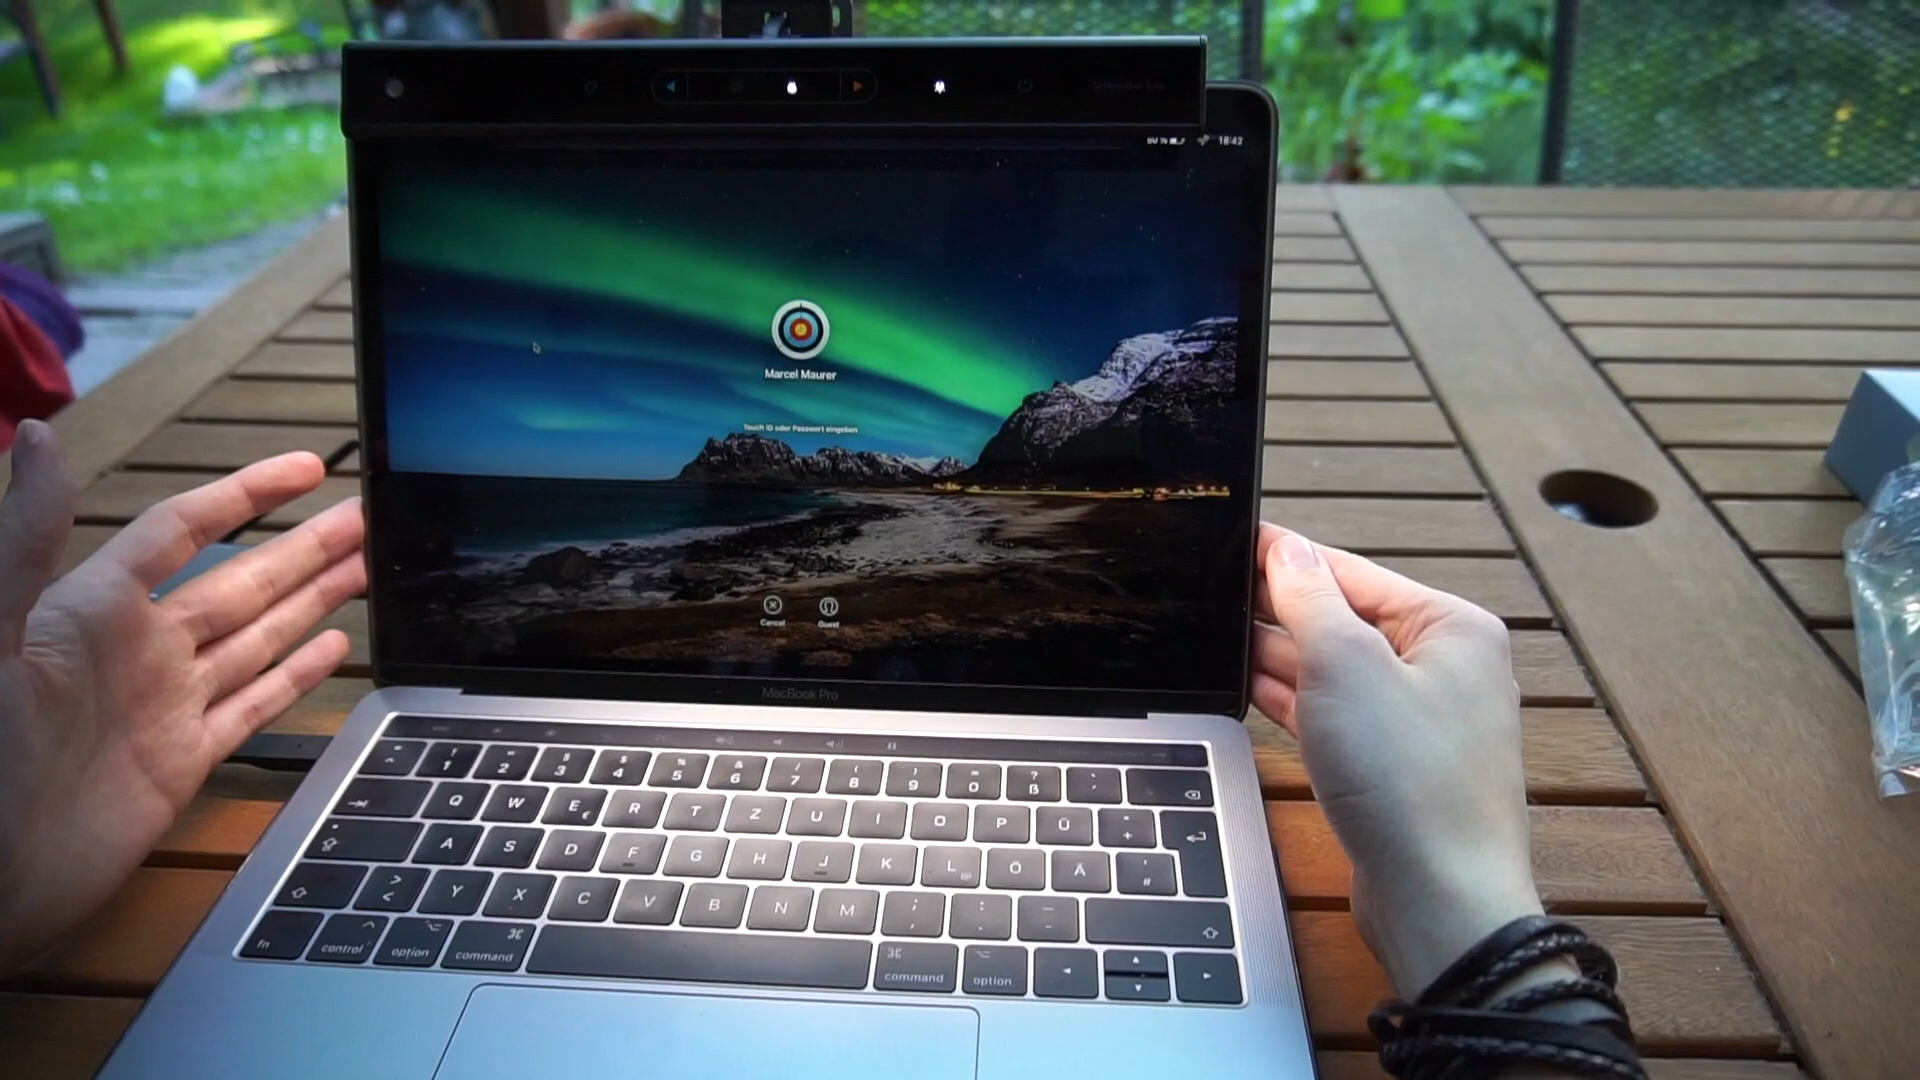 18:42
Marcel Maurer
Touch ID oder Passwort eingeben
Cancel Guest
MacBook Pro
^ ! 1 " 2 § 3 $ 4 % 5 & 6 / 7 ( 8 ) 9 = 0 ? ß ` ´
Q W E € R T Z U I O P Ü * +
A S D F G H J K L @ Ö Ä ' #
> < Y X C V B N M ; , : . _ -
fn control option ⌘ command ⌘ command option